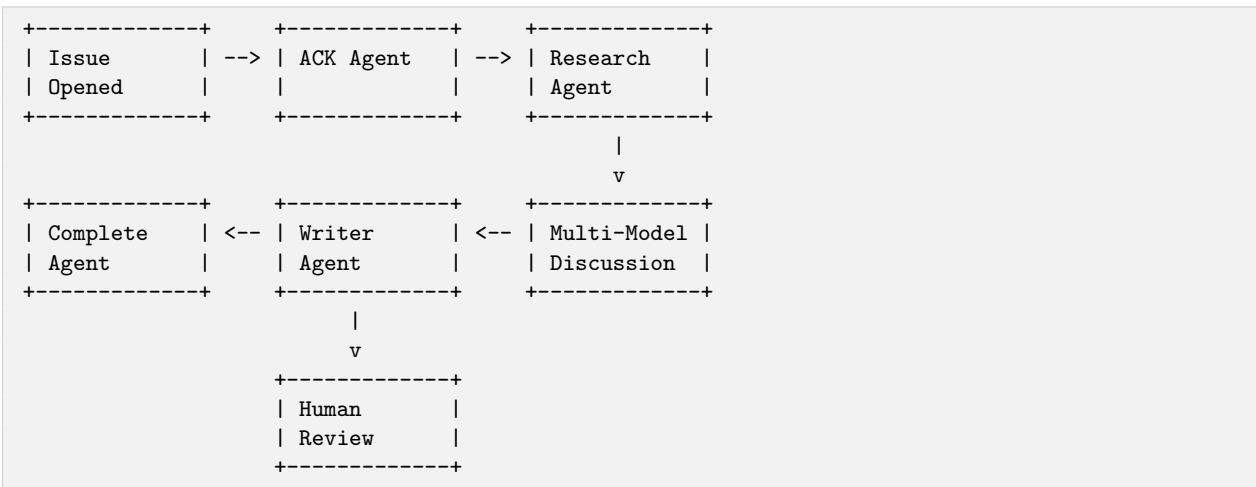 +-------------+     +-------------+     +-------------+
| Issue       | --> | ACK Agent   | --> | Research    |
| Opened      |     |             |     | Agent       |
+-------------+     +-------------+     +-------------+
                                               |
                                               v
+-------------+     +-------------+     +-------------+
| Complete    | <-- | Writer      | <-- | Multi-Model |
| Agent       |     | Agent       |     | Discussion  |
+-------------+     +-------------+     +-------------+
                          |
                          v
                    +-------------+
                    | Human       |
                    | Review      |
                    +-------------+